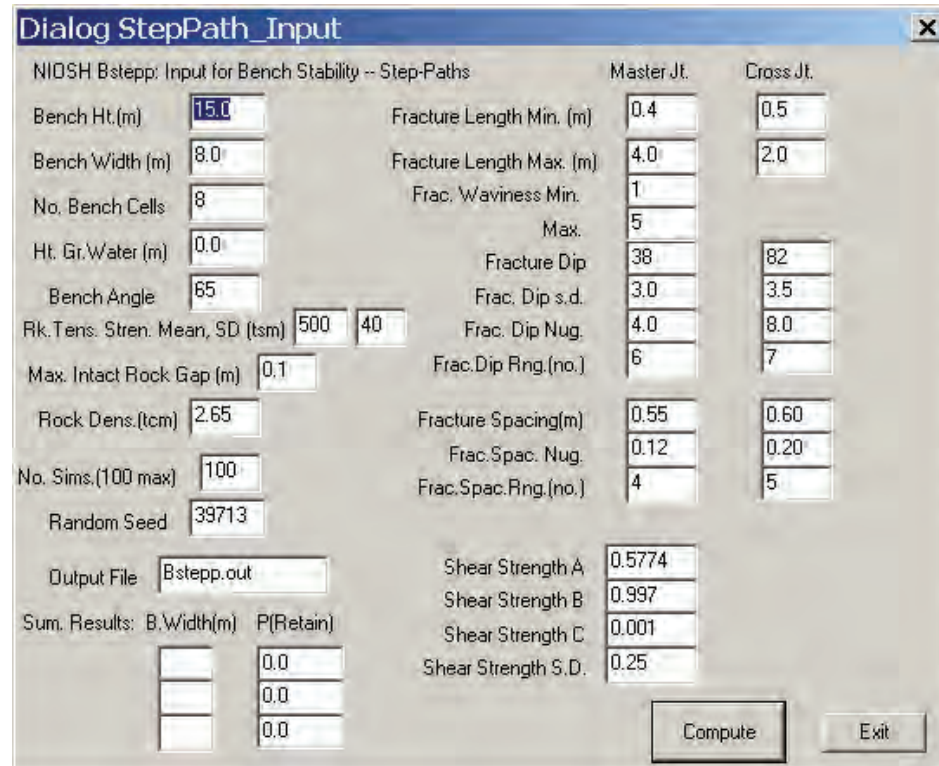 Dialog StepPath_Input
NIOSH Bstepp: Input for Bench Stability -- Step-Paths
Master Jt. Cross Jt.
Bench Ht.(m) 15.0
Bench Width (m) 8.0
No. Bench Cells 8
Ht. Gr.Water (m) 0.0
Bench Angle 65
Rk.Tens. Stren. Mean, SD (tsm) 500 40
Max. Intact Rock Gap (m) 0.1
Rock Dens.(tcm) 2.65
No. Sims.(100 max) 100
Random Seed 39713
Output File Bstepp.out
Sum. Results: B.Width(m) P(Retain)
0.0
0.0
0.0
Fracture Length Min. (m) 0.4 0.5
Fracture Length Max. (m) 4.0 2.0
Frac. Waviness Min. 1
Max. 5
Fracture Dip 38 82
Frac. Dip s.d. 3.0 3.5
Frac. Dip Nug. 4.0 8.0
Frac.Dip Rng.(no.) 6 7
Fracture Spacing(m) 0.55 0.60
Frac.Spac. Nug. 0.12 0.20
Frac.Spac.Rng.(no.) 4 5
Shear Strength A 0.5774
Shear Strength B 0.997
Shear Strength C 0.001
Shear Strength S.D. 0.25
Compute Exit